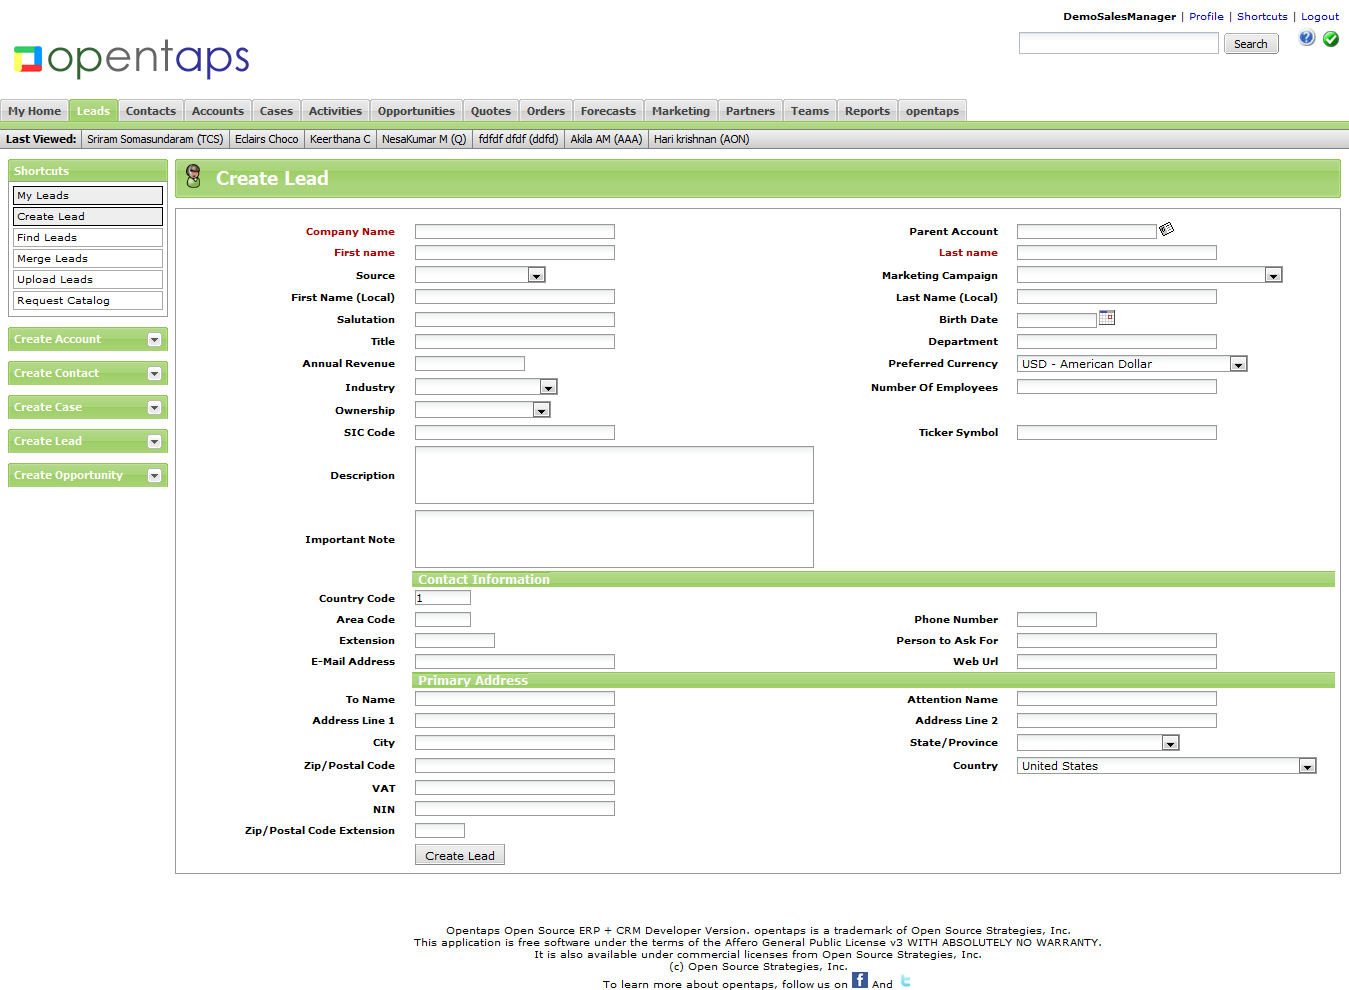 DemoSalesManager | Profile | Shortcuts | Logout
opentaps
Search
My Home Leads Contacts Accounts Cases Activities Opportunities Quotes Orders Forecasts Marketing Partners Teams Reports opentaps
Last Viewed: Sriram Somasundaram (TCS) Eclairs Choco Keerthana C NesaKumar M (Q) fdfdf dfdf (ddfd) Akila AM (AAA) Hari krishnan (AON)
Shortcuts
My Leads
Create Lead
Find Leads
Merge Leads
Upload Leads
Request Catalog
Create Account
Create Contact
Create Case
Create Lead
Create Opportunity
Create Lead
Company Name Parent Account
First name Last name
Source Marketing Campaign
First Name (Local) Last Name (Local)
Salutation Birth Date
Title Department
Annual Revenue Preferred Currency USD - American Dollar
Industry Number Of Employees
Ownership
SIC Code Ticker Symbol
Description
Important Note
Contact Information
Country Code 1
Area Code Phone Number
Extension Person to Ask For
E-Mail Address Web Url
Primary Address
To Name Attention Name
Address Line 1 Address Line 2
City State/Province
Zip/Postal Code Country United States
VAT
NIN
Zip/Postal Code Extension
Create Lead
Opentaps Open Source ERP + CRM Developer Version. opentaps is a trademark of Open Source Strategies, Inc.
This application is free software under the terms of the Affero General Public License v3 WITH ABSOLUTELY NO WARRANTY.
It is also available under commercial licenses from Open Source Strategies, Inc.
(c) Open Source Strategies, Inc.
To learn more about opentaps, follow us on f And t